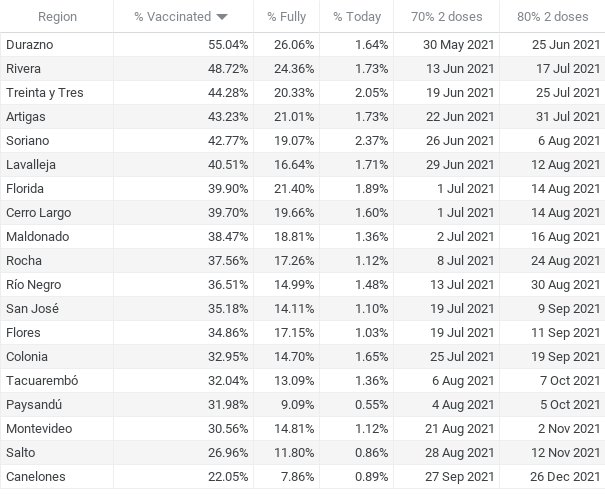 Region % Vaccinated % Fully % Today 70% 2 doses 80% 2 doses
Durazno 55.04% 26.06% 1.64% 30 May 2021 25 Jun 2021
Rivera 48.72% 24.36% 1.73% 13 Jun 2021 17 Jul 2021
Treinta y Tres 44.28% 20.33% 2.05% 19 Jun 2021 25 Jul 2021
Artigas 43.23% 21.01% 1.73% 22 Jun 2021 31 Jul 2021
Soriano 42.77% 19.07% 2.37% 26 Jun 2021 6 Aug 2021
Lavalleja 40.51% 16.64% 1.71% 29 Jun 2021 12 Aug 2021
Florida 39.90% 21.40% 1.89% 1 Jul 2021 14 Aug 2021
Cerro Largo 39.70% 19.66% 1.60% 1 Jul 2021 14 Aug 2021
Maldonado 38.47% 18.81% 1.36% 2 Jul 2021 16 Aug 2021
Rocha 37.56% 17.26% 1.12% 8 Jul 2021 24 Aug 2021
Río Negro 36.51% 14.99% 1.48% 13 Jul 2021 30 Aug 2021
San José 35.18% 14.11% 1.10% 19 Jul 2021 9 Sep 2021
Flores 34.86% 17.15% 1.03% 19 Jul 2021 11 Sep 2021
Colonia 32.95% 14.70% 1.65% 25 Jul 2021 19 Sep 2021
Tacuarembó 32.04% 13.09% 1.36% 6 Aug 2021 7 Oct 2021
Paysandú 31.98% 9.09% 0.55% 4 Aug 2021 5 Oct 2021
Montevideo 30.56% 14.81% 1.12% 21 Aug 2021 2 Nov 2021
Salto 26.96% 11.80% 0.86% 28 Aug 2021 12 Nov 2021
Canelones 22.05% 7.86% 0.89% 27 Sep 2021 26 Dec 2021